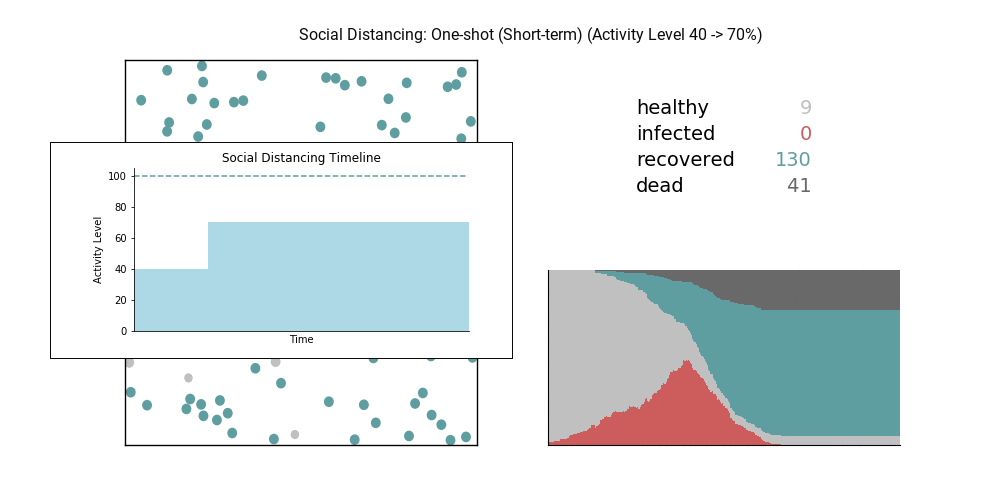 Social Distancing: One-shot (Short-term) (Activity Level 40 -> 70%)
healthy 9
infected 0
recovered 130
dead 41
Social Distancing Timeline
100
80
60
40
20
0
Activity Level
Time